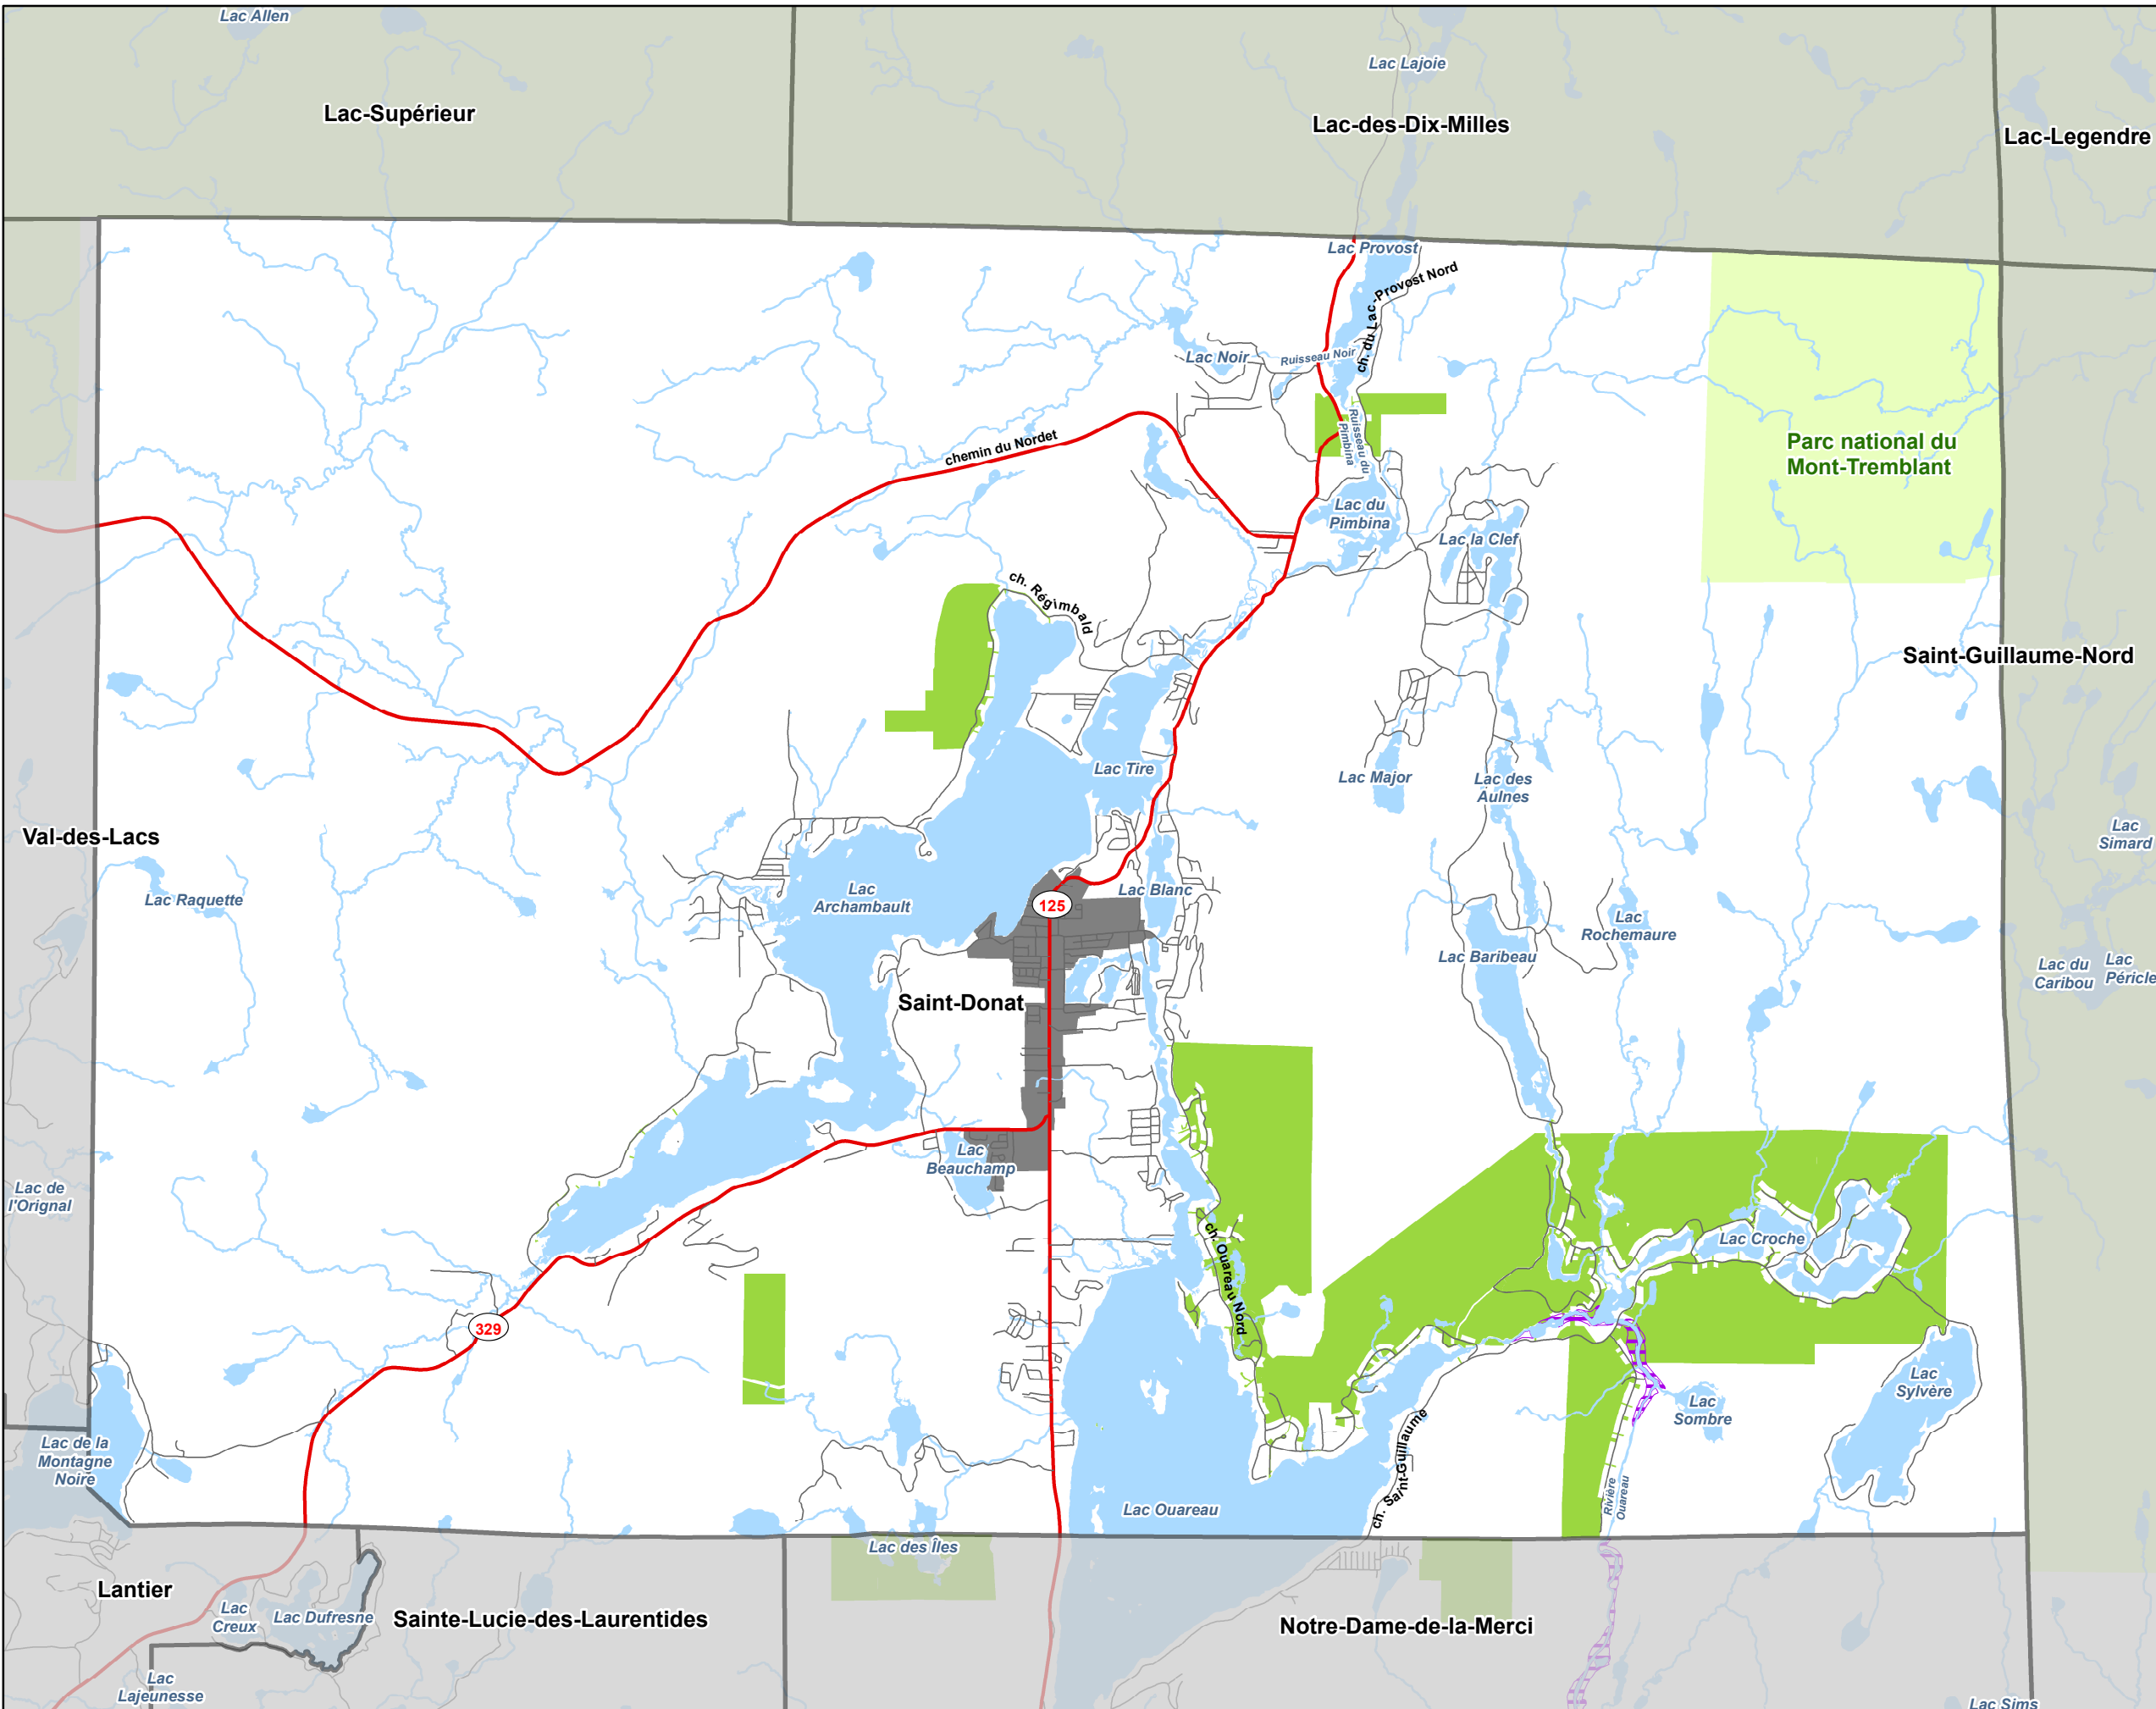 Lac Allen
Lac Lajoie
Lac-Supérieur
Lac-des-Dix-Milles
Lac-Legendre
Lac Provost
ch. du Lac-Provost Nord
Lac Noir
Ruisseau Noir
Ruisseau du
Pimbina
chemin du Nordet
Parc national du
Mont-Tremblant
Lac du
Pimbina
Lac la Clef
ch. Régimbald
Saint-Guillaume-Nord
Lac Tire
Lac Major
Lac des
Aulnes
Val-des-Lacs
Lac
Simard
Lac Raquette
Lac
Archambault
Lac Blanc
125
Lac
Rochemaure
Lac Baribeau
Lac du
Caribou
Lac
Péricle
Saint-Donat
Lac
Beauchamp
Lac de
l'Orignal
ch. Ouareau Nord
Lac Croche
329
Lac
Sylvère
Lac
Sombre
ch. Saint-Guillaume
Lac de la
Montagne
Noire
Rivière
Ouareau
Lac Ouareau
Lac des Îles
Lantier
Lac
Creux
Lac Dufresne
Sainte-Lucie-des-Laurentides
Notre-Dame-de-la-Merci
Lac
Lajeunesse
Lac Sims